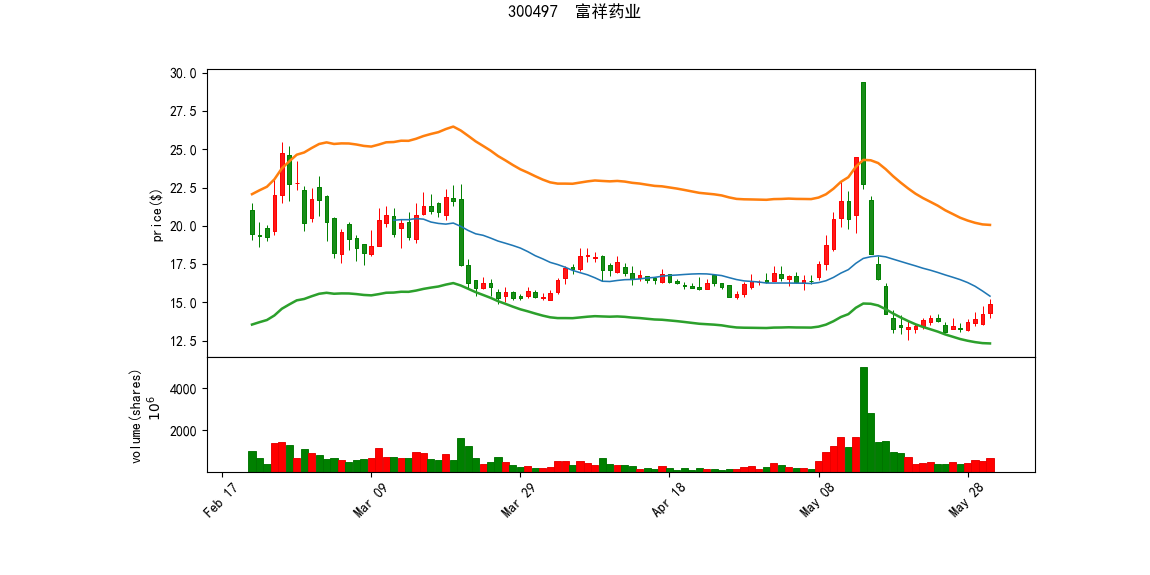 300497 富祥药业
price($)
30.0
27.5
25.0
22.5
20.0
17.5
15.0
12.5
volume(shares)
10^6
4000
2000
Feb 17
Mar 09
Mar 29
Apr 18
May 08
May 28